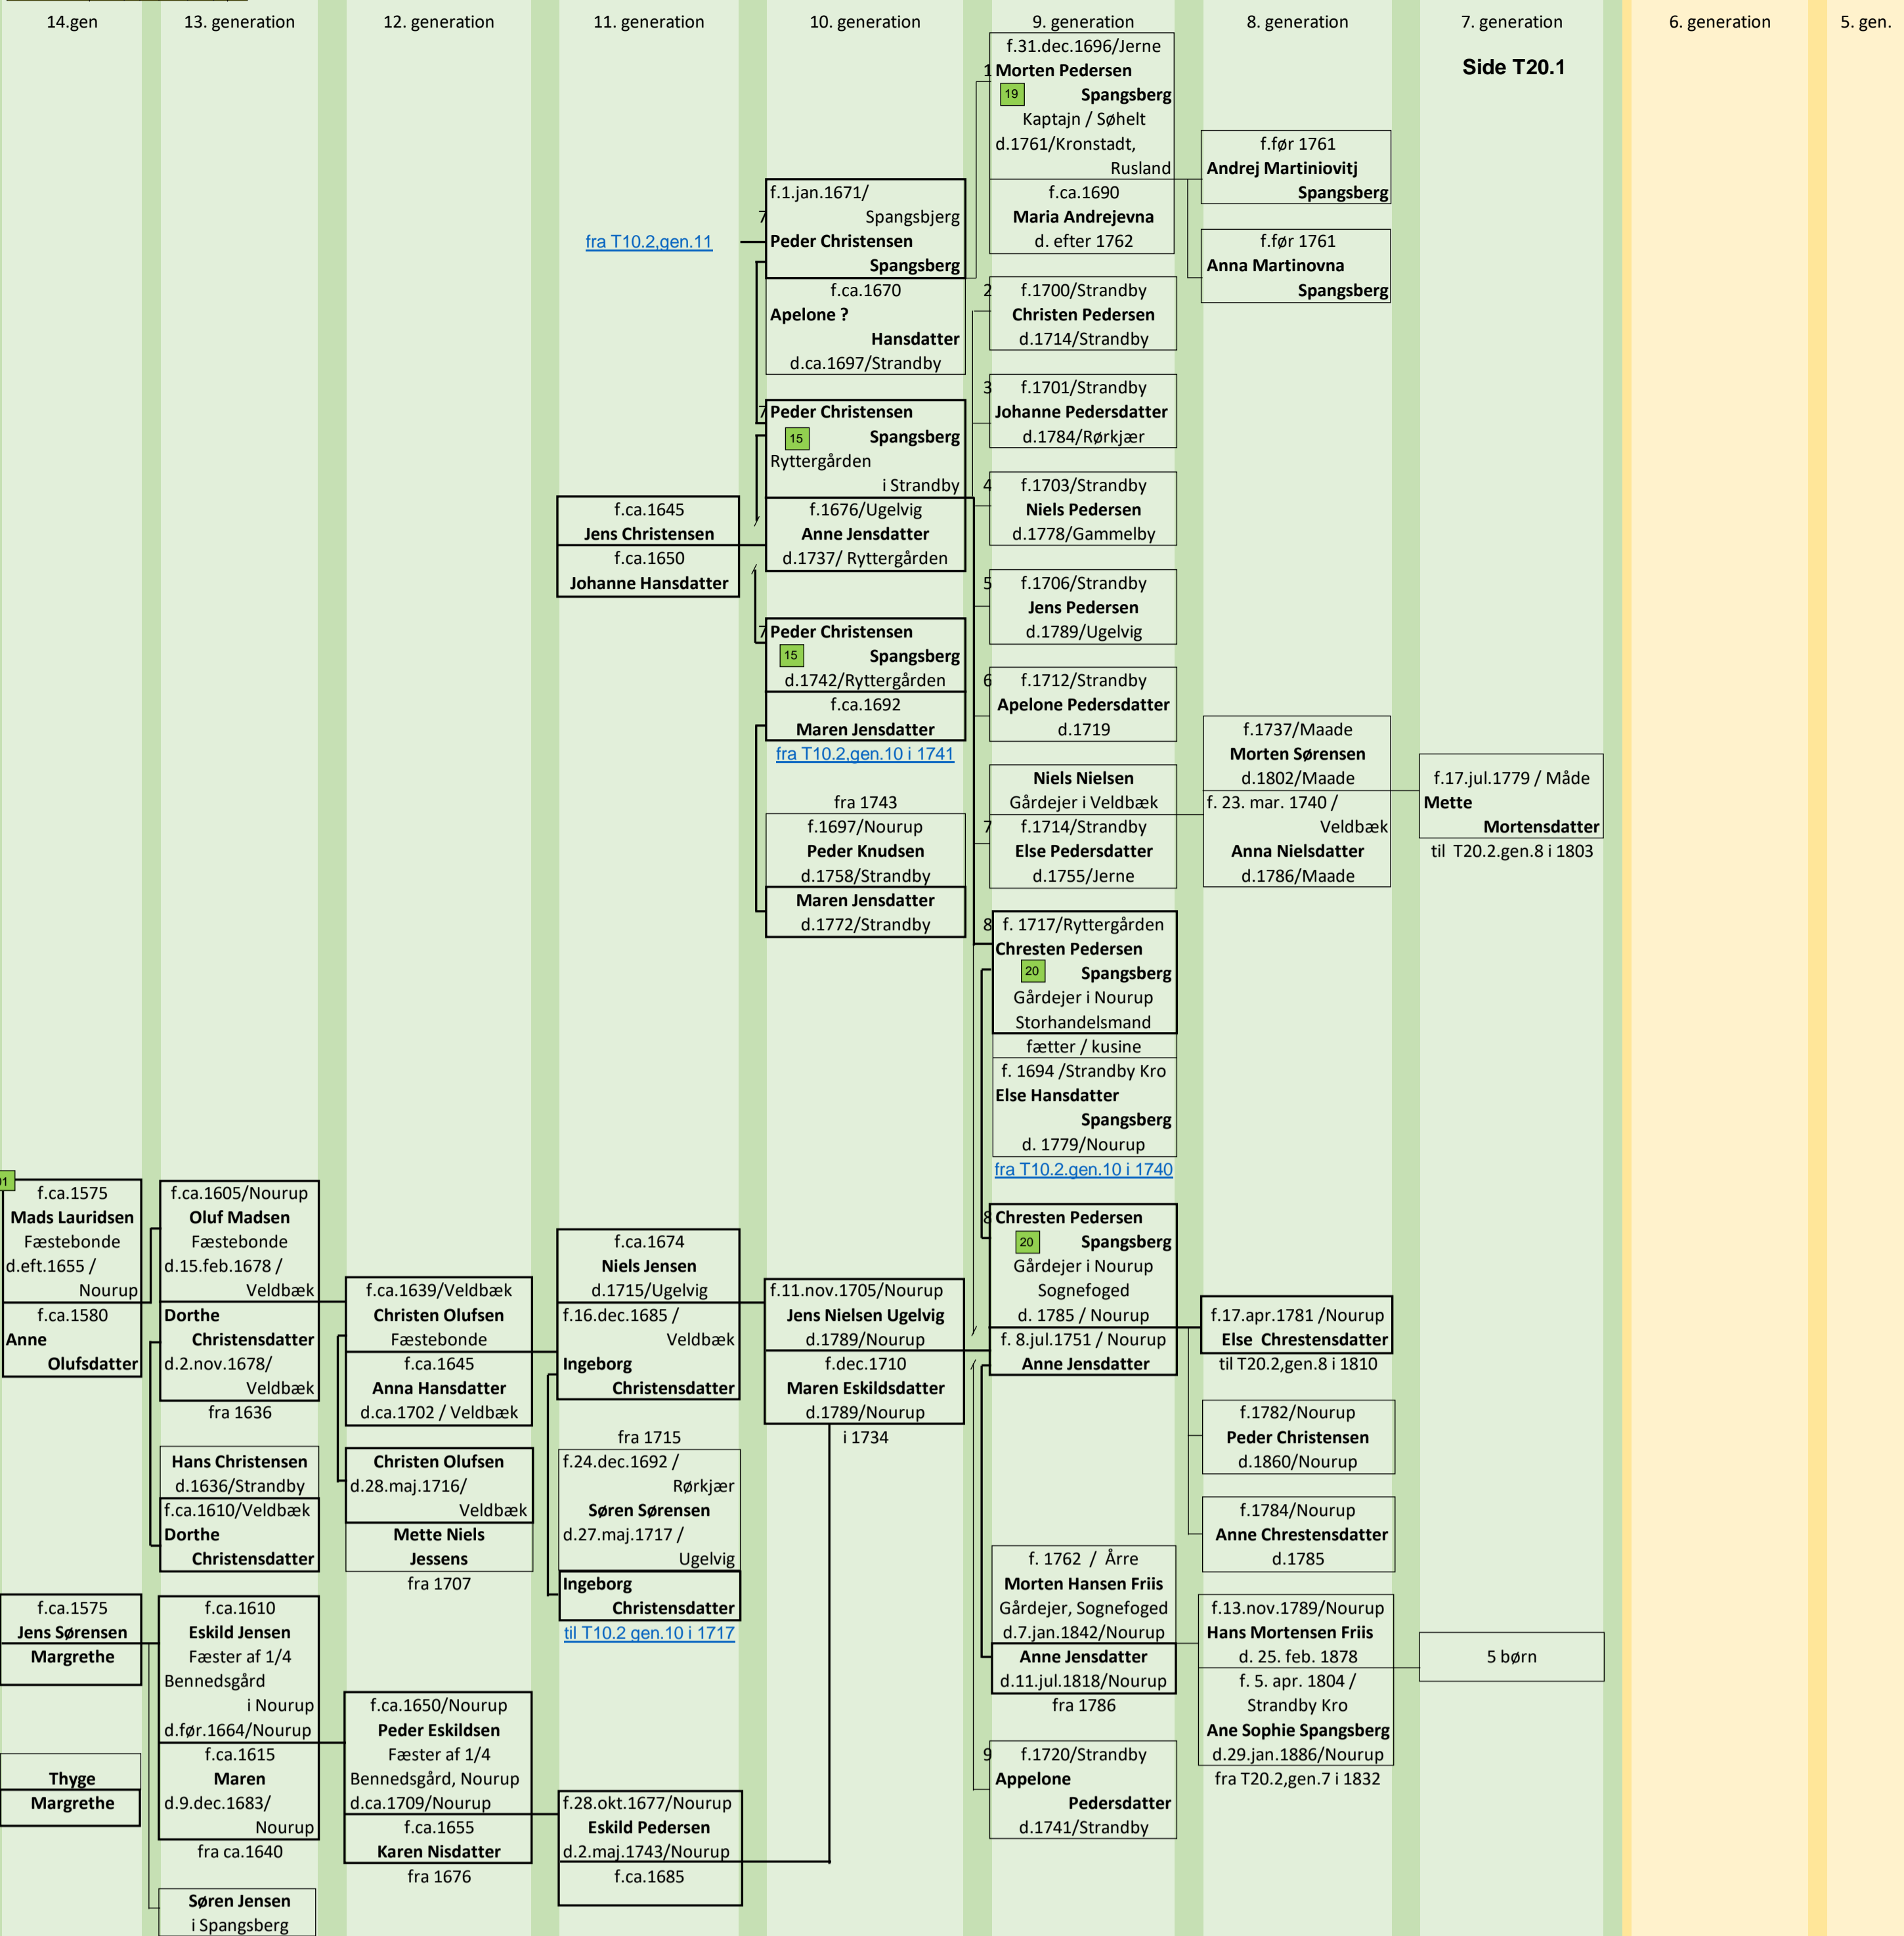 14.gen
13. generation
12. generation
11. generation
10. generation
9. generation
8. generation
7. generation
6. generation
5. gen.
Side T20.1
f.ca.1575
Mads Lauridsen
Fæstebonde
d.eft.1655 /
Nourup
f.ca.1580
Anne
Olufsdatter
f.ca.1575
Jens Sørensen
Margrethe
Thyge
Margrethe
f.ca.1605/Nourup
Oluf Madsen
Fæstebonde
d.15.feb.1678 /
Veldbæk
Dorthe
Christensdatter
d.2.nov.1678/
Veldbæk
fra 1636
Hans Christensen
d.1636/Strandby
f.ca.1610/Veldbæk
Dorthe
Christensdatter
f.ca.1610
Eskild Jensen
Fæster af 1/4
Bennedsgård
i Nourup
d.før.1664/Nourup
f.ca.1615
Maren
d.9.dec.1683/
Nourup
fra ca.1640
Søren Jensen
i Spangsberg
f.ca.1639/Veldbæk
Christen Olufsen
Fæstebonde
f.ca.1645
Anna Hansdatter
d.ca.1702 / Veldbæk
Christen Olufsen
d.28.maj.1716/
Veldbæk
Mette Niels
Jessens
fra 1707
f.ca.1650/Nourup
Peder Eskildsen
Fæster af 1/4
Bennedsgård, Nourup
d.ca.1709/Nourup
f.ca.1655
Karen Nisdatter
fra 1676
fra T10.2,gen.11
f.ca.1645
Jens Christensen
f.ca.1650
Johanne Hansdatter
f.ca.1674
Niels Jensen
d.1715/Ugelvig
f.16.dec.1685 /
Veldbæk
Ingeborg
Christensdatter
fra 1715
f.24.dec.1692 /
Rørkjær
Søren Sørensen
d.27.maj.1717 /
Ugelvig
Ingeborg
Christensdatter
til T10.2 gen.10 i 1717
f.28.okt.1677/Nourup
Eskild Pedersen
d.2.maj.1743/Nourup
f.ca.1685
f.1.jan.1671/
7 Spangsbjerg
Peder Christensen
Spangsberg
f.ca.1670
Apelone ?
Hansdatter
d.ca.1697/Strandby
7 Peder Christensen
15 Spangsberg
Ryttergården
i Strandby
f.1676/Ugelvig
Anne Jensdatter
d.1737/ Ryttergården
7 Peder Christensen
15 Spangsberg
d.1742/Ryttergården
f.ca.1692
Maren Jensdatter
fra T10.2,gen.10 i 1741
fra 1743
f.1697/Nourup
Peder Knudsen
d.1758/Strandby
Maren Jensdatter
d.1772/Strandby
f.11.nov.1705/Nourup
Jens Nielsen Ugelvig
d.1789/Nourup
f.dec.1710
Maren Eskildsdatter
d.1789/Nourup
i 1734
f.31.dec.1696/Jerne
1 Morten Pedersen
19 Spangsberg
Kaptajn / Søhelt
d.1761/Kronstadt,
Rusland
f.ca.1690
Maria Andrejevna
d. efter 1762
2 f.1700/Strandby
Christen Pedersen
d.1714/Strandby
3 f.1701/Strandby
Johanne Pedersdatter
d.1784/Rørkjær
4 f.1703/Strandby
Niels Pedersen
d.1778/Gammelby
5 f.1706/Strandby
Jens Pedersen
d.1789/Ugelvig
6 f.1712/Strandby
Apelone Pedersdatter
d.1719
Niels Nielsen
Gårdejer i Veldbæk
7 f.1714/Strandby
Else Pedersdatter
d.1755/Jerne
8 f. 1717/Ryttergården
Chresten Pedersen
20 Spangsberg
Gårdejer i Nourup
Storhandelsmand
fætter / kusine
f. 1694 /Strandby Kro
Else Hansdatter
Spangsberg
d. 1779/Nourup
fra T10.2.gen.10 i 1740
8 Chresten Pedersen
20 Spangsberg
Gårdejer i Nourup
Sognefoged
d. 1785 / Nourup
f. 8.jul.1751 / Nourup
Anne Jensdatter
f. 1762 / Årre
Morten Hansen Friis
Gårdejer, Sognefoged
d.7.jan.1842/Nourup
Anne Jensdatter
d.11.jul.1818/Nourup
fra 1786
9 f.1720/Strandby
Appelone
Pedersdatter
d.1741/Strandby
f.før 1761
Andrej Martiniovitj
Spangsberg
f.før 1761
Anna Martinovna
Spangsberg
f.1737/Maade
Morten Sørensen
d.1802/Maade
f. 23. mar. 1740 /
Veldbæk
Anna Nielsdatter
d.1786/Maade
f.17.apr.1781 /Nourup
Else Chrestensdatter
til T20.2,gen.8 i 1810
f.1782/Nourup
Peder Christensen
d.1860/Nourup
f.1784/Nourup
Anne Chrestensdatter
d.1785
f.13.nov.1789/Nourup
Hans Mortensen Friis
d. 25. feb. 1878
f. 5. apr. 1804 /
Strandby Kro
Ane Sophie Spangsberg
d.29.jan.1886/Nourup
fra T20.2,gen.7 i 1832
f.17.jul.1779 / Måde
Mette
Mortensdatter
til T20.2.gen.8 i 1803
5 børn